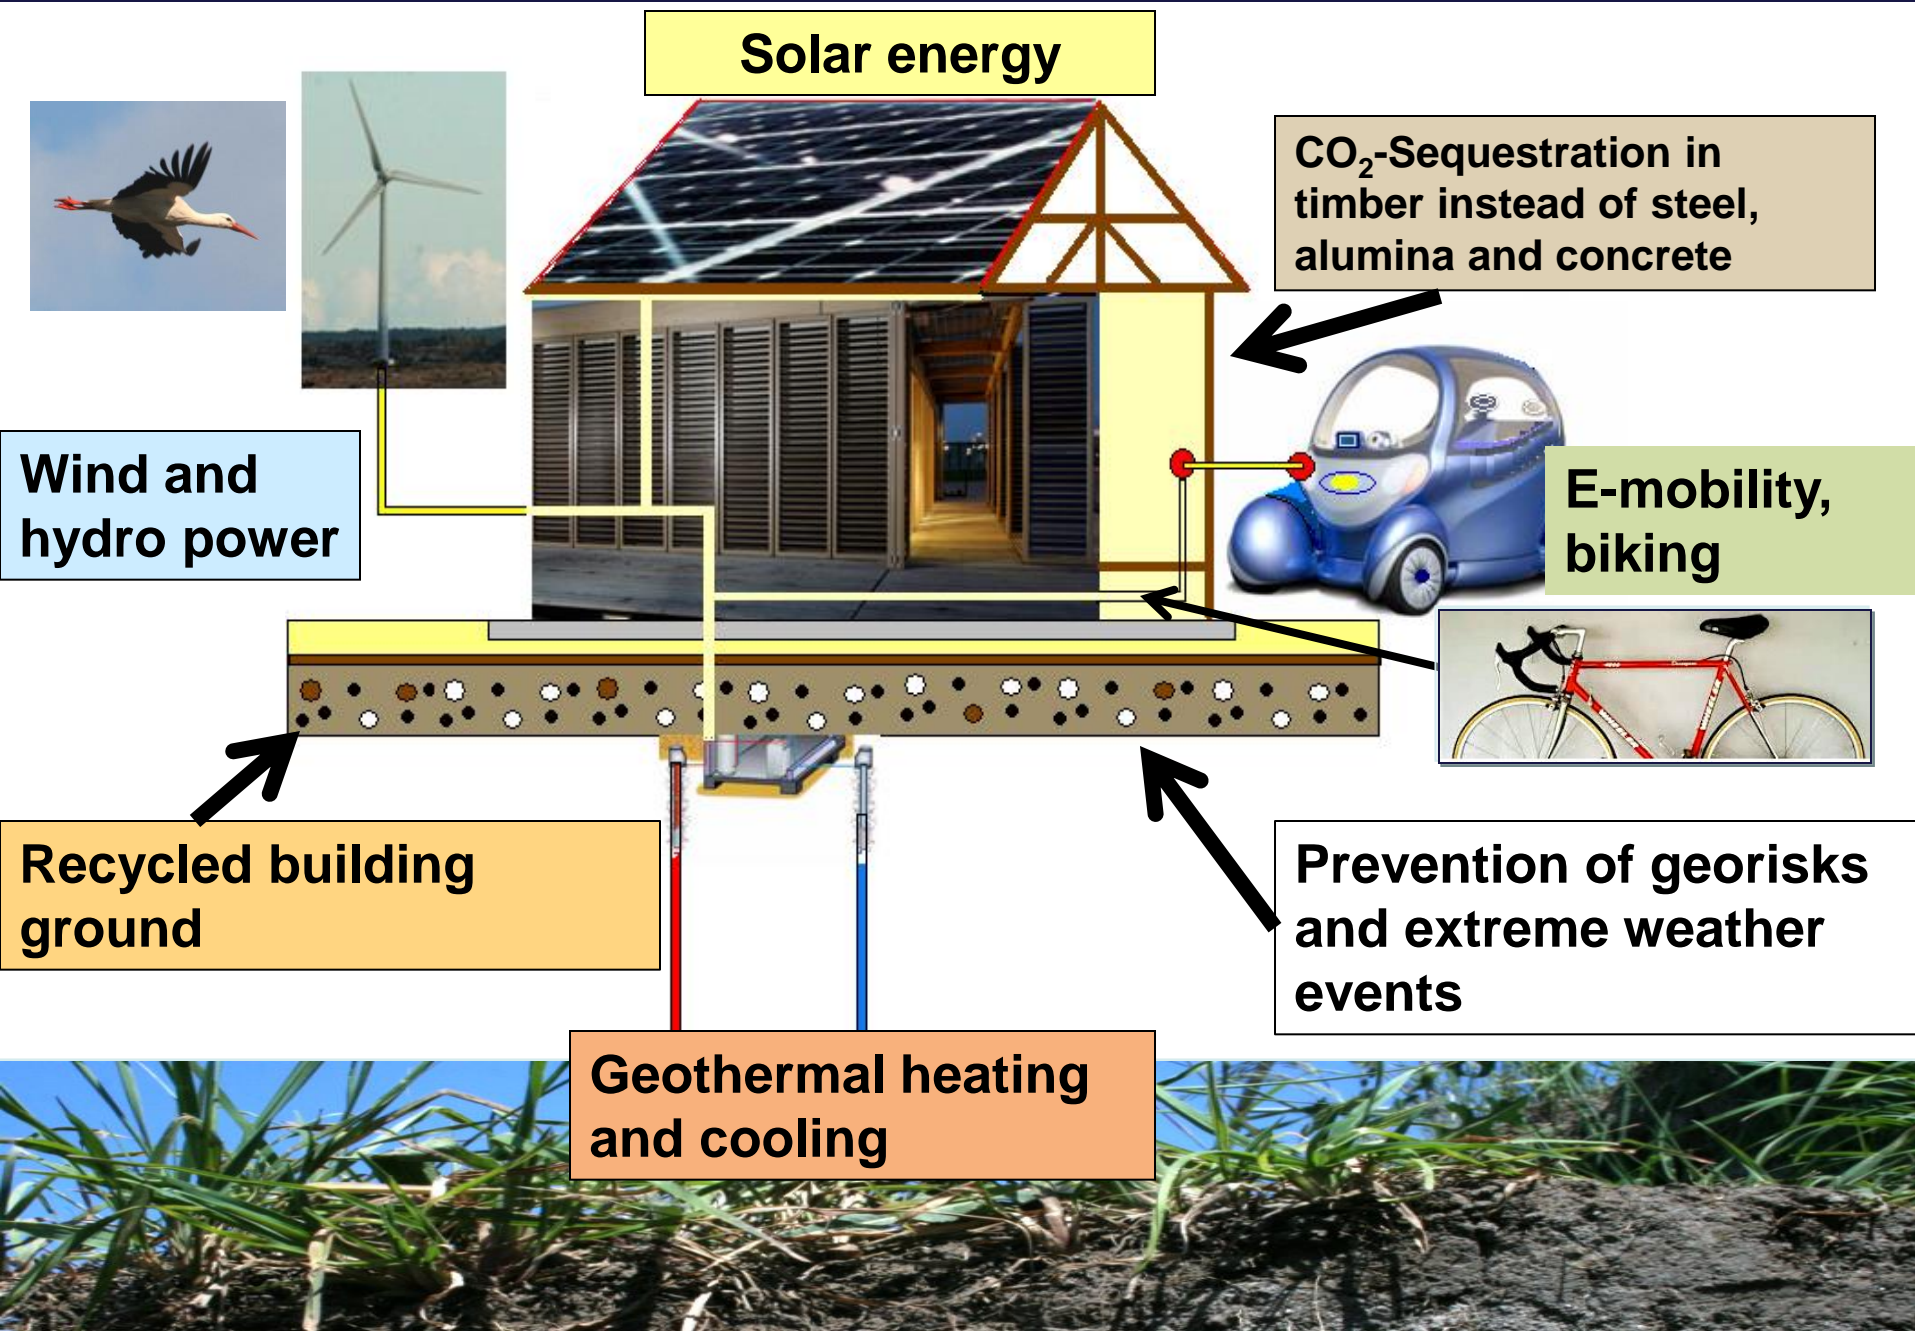 Solar energy
CO₂-Sequestration in
timber instead of steel,
alumina and concrete
Wind and
hydro power
E-mobility,
biking
Recycled building
ground
Prevention of georisks
and extreme weather
events
Geothermal heating
and cooling